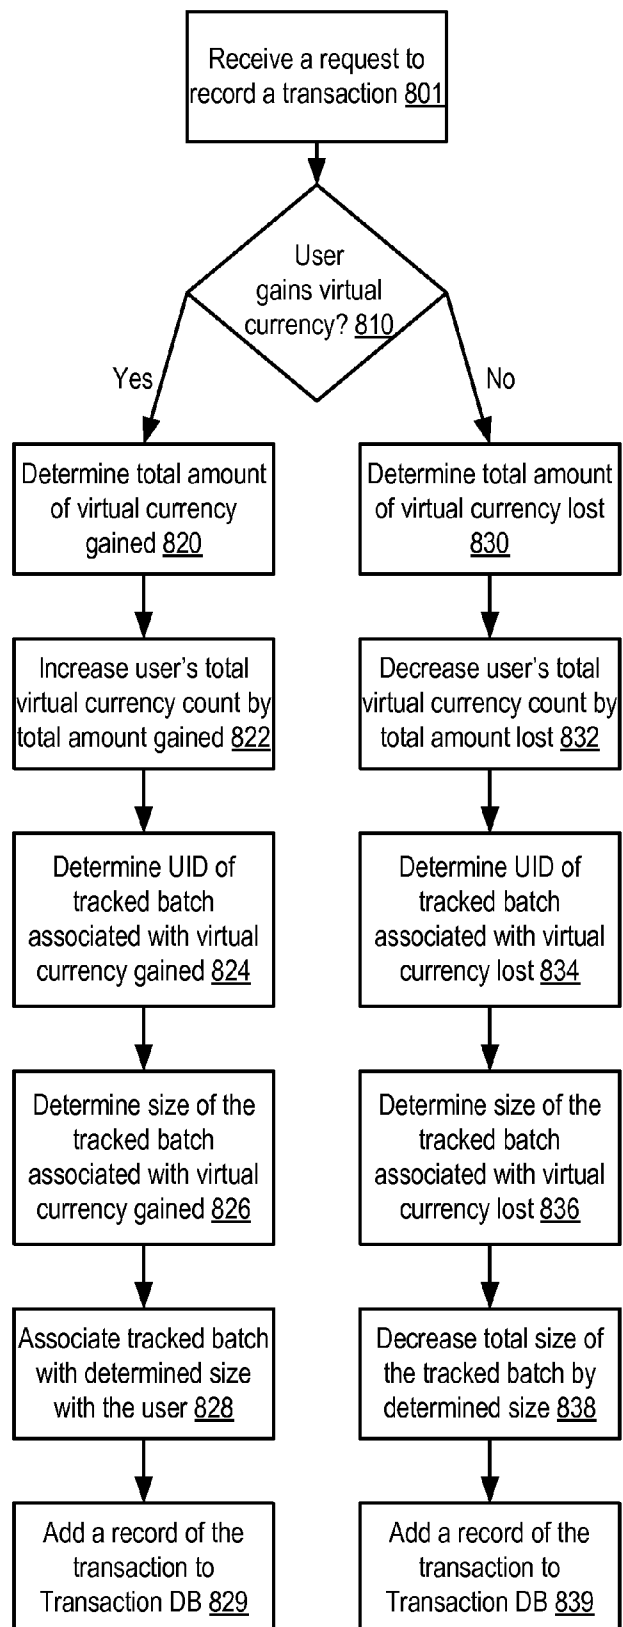 Receive a request to
record a transaction 801
User
gains virtual
currency? 810
Yes
No
Determine total amount
of virtual currency
gained 820
Determine total amount
of virtual currency lost
830
Increase user's total
virtual currency count by
total amount gained 822
Decrease user's total
virtual currency count by
total amount lost 832
Determine UID of
tracked batch
associated with virtual
currency gained 824
Determine UID of
tracked batch
associated with virtual
currency lost 834
Determine size of the
tracked batch
associated with virtual
currency gained 826
Determine size of the
tracked batch
associated with virtual
currency lost 836
Associate tracked batch
with determined size
with the user 828
Decrease total size of
the tracked batch by
determined size 838
Add a record of the
transaction to
Transaction DB 829
Add a record of the
transaction to
Transaction DB 839